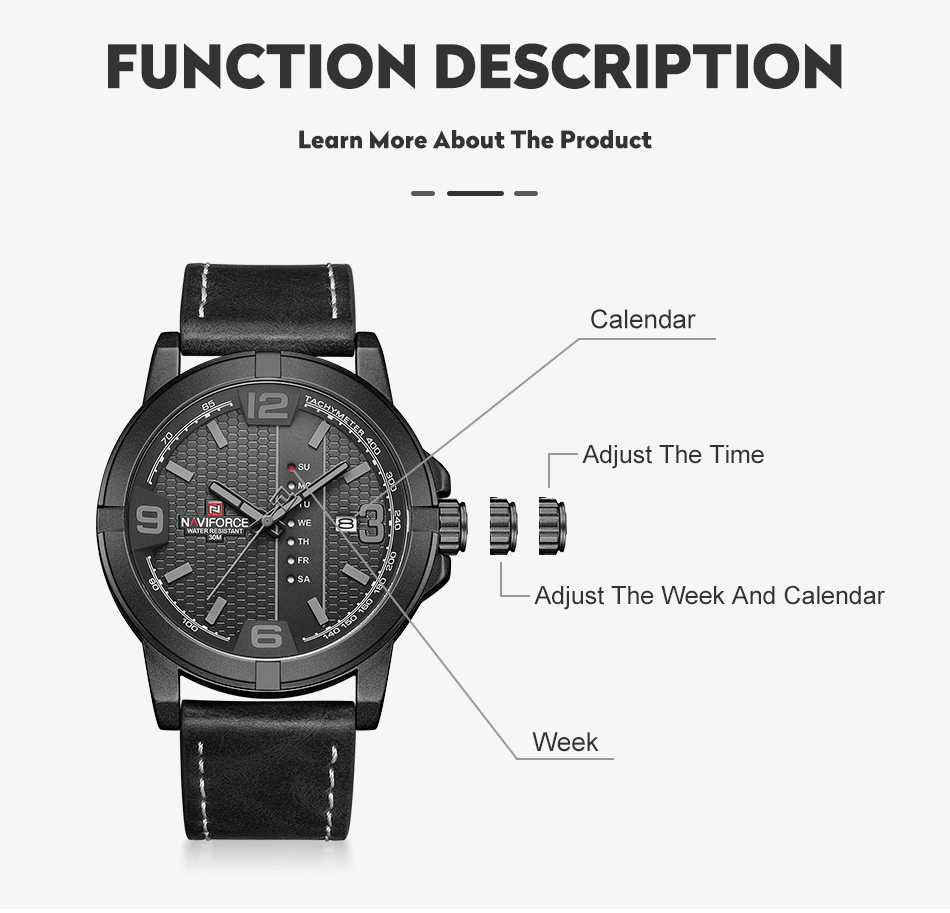 FUNCTION DESCRIPTION
Learn More About The Product
Calendar
Adjust The Time
Adjust The Week And Calendar
Week
12
TACHYMETER 400
300
240
200
180
160
150
140
65
70
90
100
9
8
3
6
NAVIFORCE
WATER RESISTANT
30M
SU
MO
TU
WE
TH
FR
SA